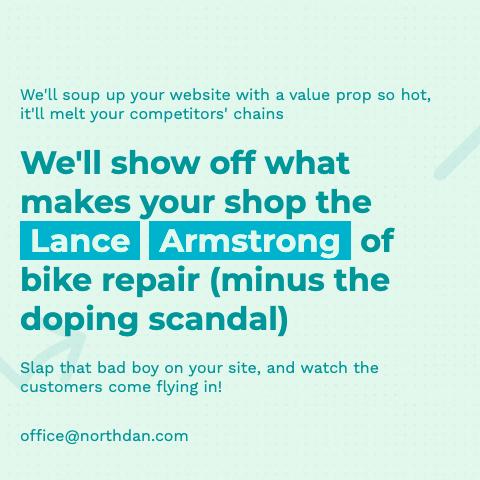 We'll soup up your website with a value prop so hot,
it'll melt your competitors' chains
We'll show off what
makes your shop the
Lance Armstrong of
bike repair (minus the
doping scandal)
Slap that bad boy on your site, and watch the
customers come flying in!
office@northdan.com